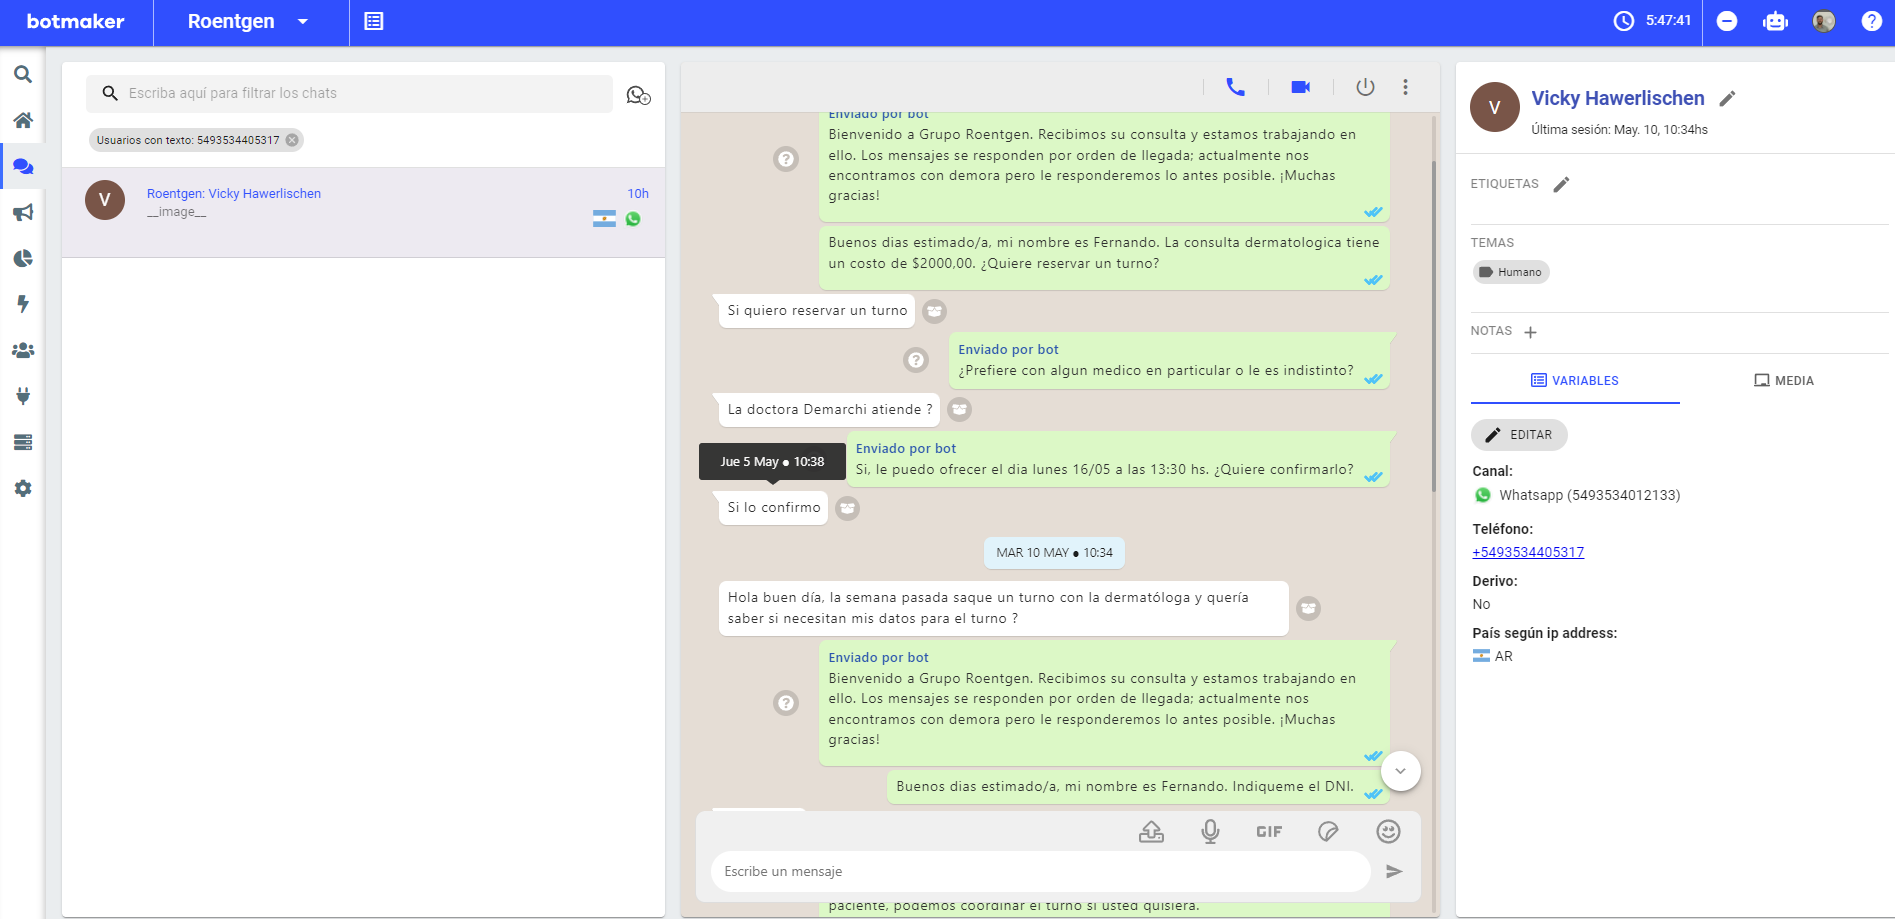 botmaker
Roentgen
5:47:41
Escriba aquí para filtrar los chats
Usuarios con texto: 5493534405317
V
Roentgen: Vicky Hawerlischen
10h
__image__
Enviado por bot
Bienvenido a Grupo Roentgen. Recibimos su consulta y estamos trabajando en
ello. Los mensajes se responden por orden de llegada; actualmente nos
encontramos con demora pero le responderemos lo antes posible. ¡Muchas
gracias!
Buenos dias estimado/a, mi nombre es Fernando. La consulta dermatologica tiene
un costo de $2000,00. ¿Quiere reservar un turno?
Si quiero reservar un turno
Enviado por bot
¿Prefiere con algun medico en particular o le es indistinto?
La doctora Demarchi atiende ?
Jue 5 May ● 10:38
Enviado por bot
Si, le puedo ofrecer el dia lunes 16/05 a las 13:30 hs. ¿Quiere confirmarlo?
Si lo confirmo
MAR 10 MAY ● 10:34
Hola buen día, la semana pasada saque un turno con la dermatóloga y quería
saber si necesitan mis datos para el turno ?
Enviado por bot
Bienvenido a Grupo Roentgen. Recibimos su consulta y estamos trabajando en
ello. Los mensajes se responden por orden de llegada; actualmente nos
encontramos con demora pero le responderemos lo antes posible. ¡Muchas
gracias!
Buenos dias estimado/a, mi nombre es Fernando. Indiqueme el DNI.
GIF
Escribe un mensaje
paciente, podemos coordinar el turno si usted quisiera.
V
Vicky Hawerlischen
Última sesión: May. 10, 10:34hs
ETIQUETAS
TEMAS
Humano
NOTAS
VARIABLES
MEDIA
EDITAR
Canal:
Whatsapp (5493534012133)
Teléfono:
+5493534405317
Derivo:
No
País según ip address:
AR